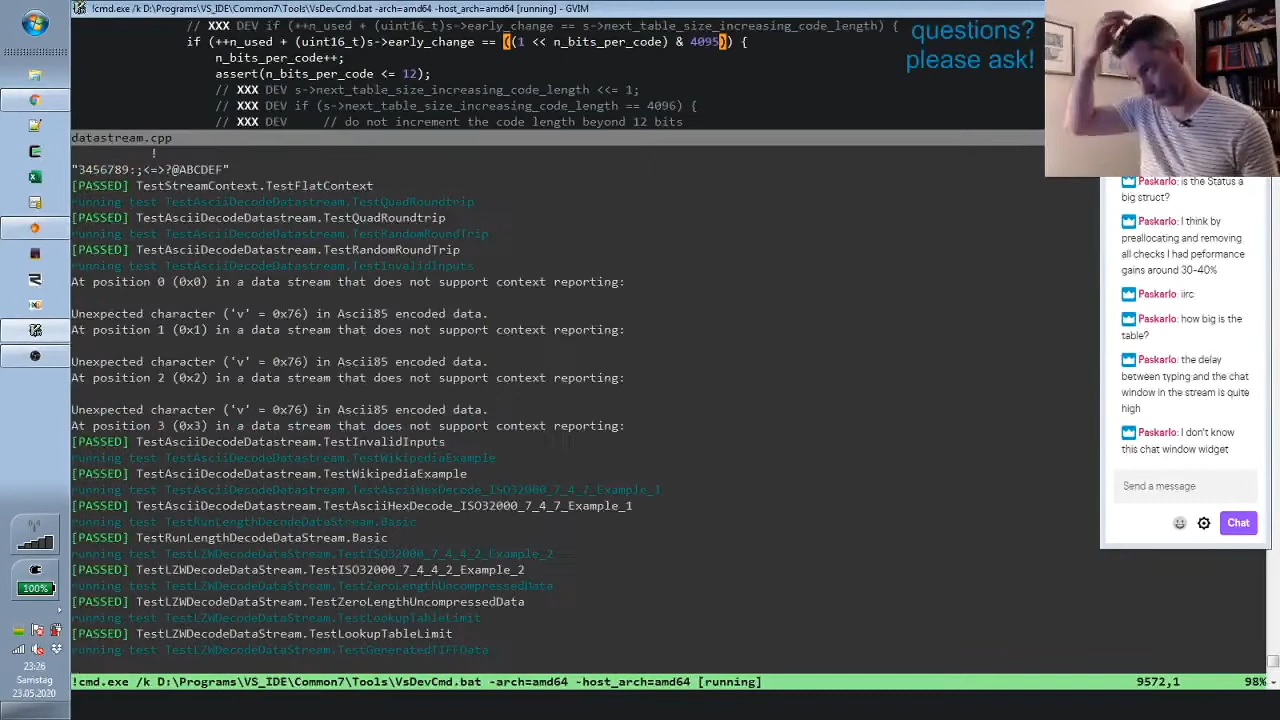 !cmd.exe /k D:\Programs\VS_IDE\Common7\Tools\VsDevCmd.bat -arch=amd64 -host_arch=amd64 [running] - GVIM
// XXX DEV if (++n_used + (uint16_t)s->early_change == s->next_table_size_increasing_code_length) {
if (++n_used + (uint16_t)s->early_change == ((1 << n_bits_per_code) & 4095)) {
n_bits_per_code++;
assert(n_bits_per_code <= 12);
// XXX DEV s->next_table_size_increasing_code_length <<= 1;
// XXX DEV if (s->next_table_size_increasing_code_length == 4096) {
// XXX DEV    // do not increment the code length beyond 12 bits
datastream.cpp
!
"3456789:;<=>?@ABCDEF"
[PASSED] TestStreamContext.TestFlatContext
running test TestAsciiDecodeDatastream.TestQuadRoundtrip
[PASSED] TestAsciiDecodeDatastream.TestQuadRoundtrip
running test TestAsciiDecodeDatastream.TestRandomRoundTrip
[PASSED] TestAsciiDecodeDatastream.TestRandomRoundTrip
running test TestAsciiDecodeDatastream.TestInvalidInputs
At position 0 (0x0) in a data stream that does not support context reporting:
Unexpected character (‘v’ = 0x76) in Ascii85 encoded data.
At position 1 (0x1) in a data stream that does not support context reporting:
Unexpected character (‘v’ = 0x76) in Ascii85 encoded data.
At position 2 (0x2) in a data stream that does not support context reporting:
Unexpected character (‘v’ = 0x76) in Ascii85 encoded data.
At position 3 (0x3) in a data stream that does not support context reporting:
[PASSED] TestAsciiDecodeDatastream.TestInvalidInputs
running test TestAsciiDecodeDatastream.TestWikipediaExample
[PASSED] TestAsciiDecodeDatastream.TestWikipediaExample
running test TestAsciiDecodeDatastream.TestAsciiHexDecode_ISO32000_7_4_2_Example_1
[PASSED] TestAsciiDecodeDatastream.TestAsciiHexDecode_ISO32000_7_4_7_Example_1
running test TestRunLengthDecodeDataStream.Basic
[PASSED] TestRunLengthDecodeDataStream.Basic
running test TestLZWDecodeDataStream.TestISO32000_7_4_4_2_Example_2
[PASSED] TestLZWDecodeDataStream.TestISO32000_7_4_4_2_Example_2
running test TestLZWDecodeDataStream.TestZeroLengthUncompressedData
[PASSED] TestLZWDecodeDataStream.TestZeroLengthUncompressedData
running test TestLZWDecodeDataStream.TestLookupTableLimit
[PASSED] TestLZWDecodeDataStream.TestLookupTableLimit
running test TestLZWDecodeDataStream.TestGeneratedTIFFData
!cmd.exe /k D:\Programs\VS_IDE\Common7\Tools\VsDevCmd.bat -arch=amd64 -host_arch=amd64 [running] 9572,1 98%
questions?
please ask!
Paskarlo: is the Status a
big struct?
Paskarlo: I think by
preallocating and removing
all checks I had peformance
gains around 30-40%
Paskarlo: iirc
Paskarlo: how big is the
table?
Paskarlo: the delay
between typing and the chat
window in the stream is quite
high
Paskarlo: I don't know
this chat window widget
Send a message
Chat
100%
23:26
Samstag
23.05.2020